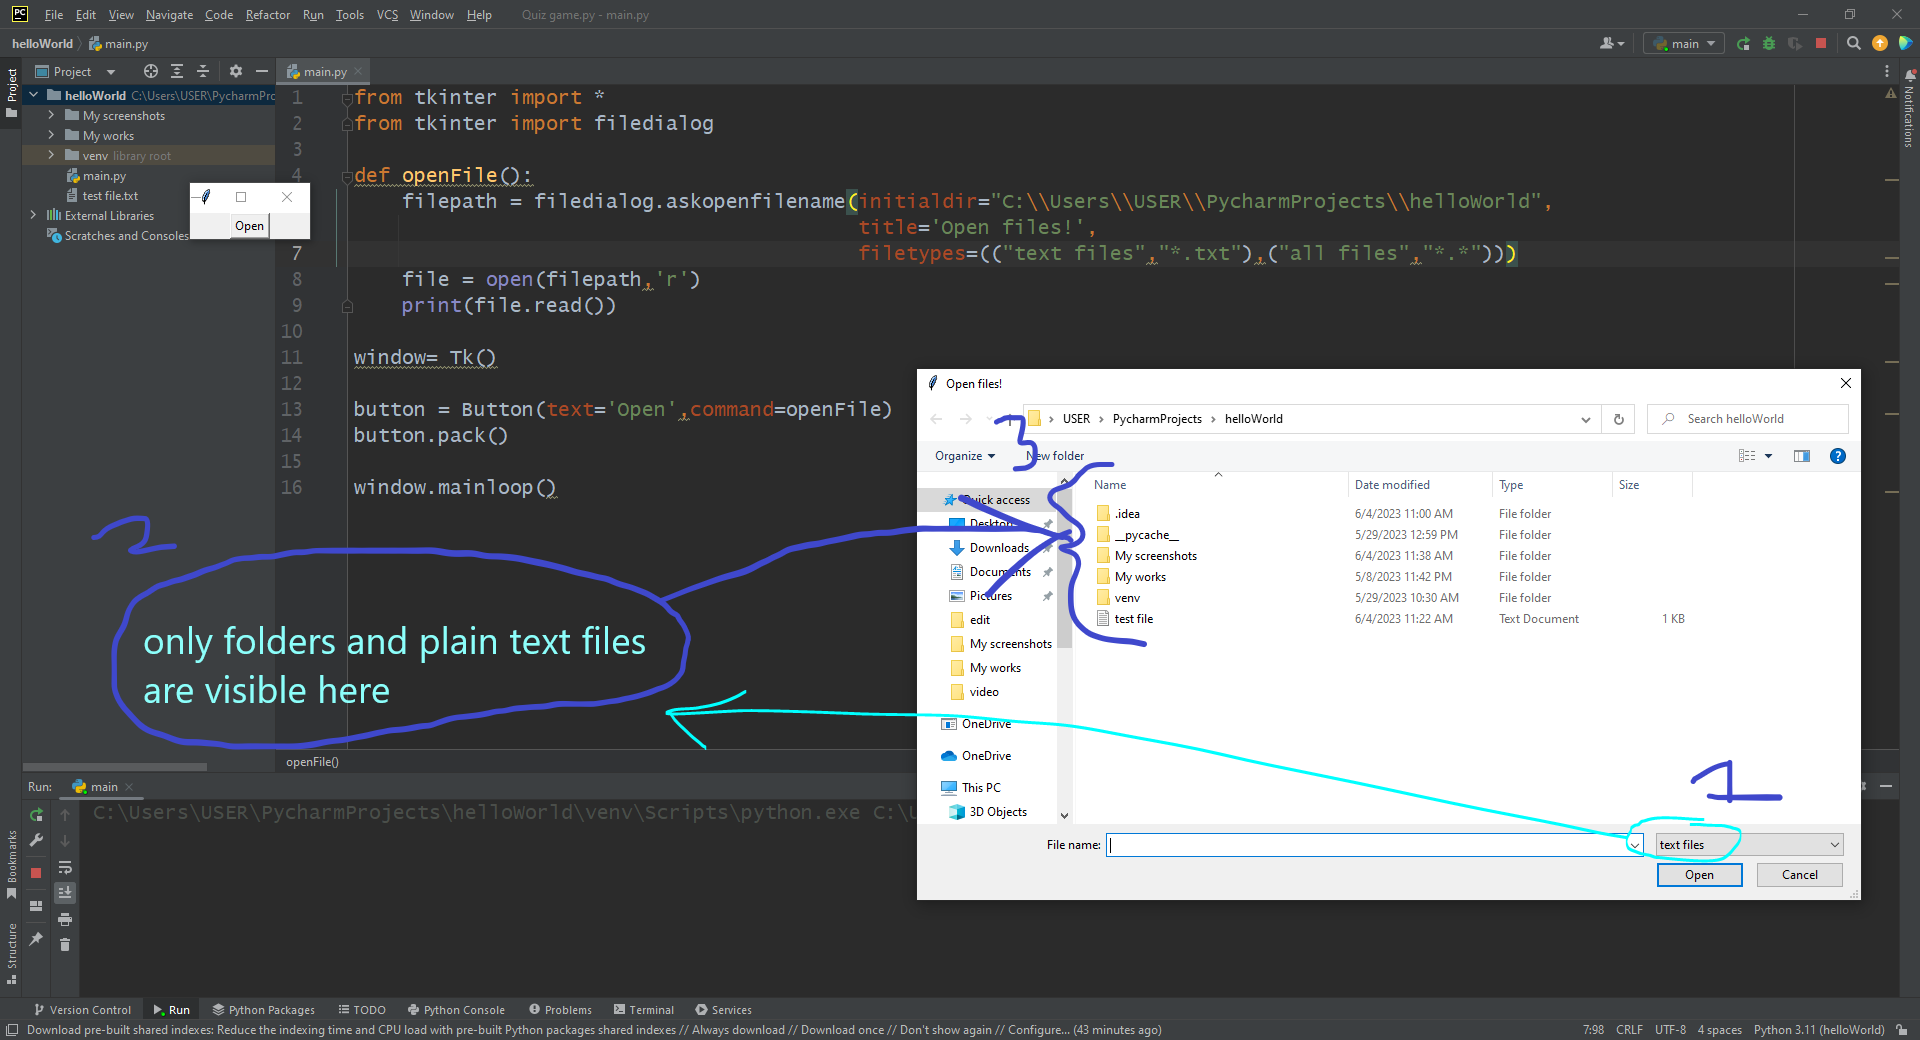 File Edit View Navigate Code Refactor Run Tools VCS Window Help Quiz game.py - main.py
helloWorld main.py main
Project main.py
helloWorld C:\Users\USER\PycharmPro
My screenshots
My works
venv library root
main.py
test file.txt
External Libraries
Scratches and Consoles
Open
1 from tkinter import *
2 from tkinter import filedialog
3
4 def openFile():
filepath = filedialog.askopenfilename(initialdir="C:\\Users\\USER\\PycharmProjects\\helloWorld",
title='Open files!',
7 filetypes=(("text files","*.txt"),("all files","*.*")))
8 file = open(filepath,'r')
9 print(file.read())
10
11 window= Tk()
12
13 button = Button(text='Open',command=openFile)
14 button.pack()
15
16 window.mainloop()
openFile()
Project
Notifications
Bookmarks
Structure
2
only folders and plain text files
are visible here
Open files!
3
USER PycharmProjects helloWorld Search helloWorld
Organize New folder
Name Date modified Type Size
.idea 6/4/2023 11:00 AM File folder
__pycache__ 5/29/2023 12:59 PM File folder
My screenshots 6/4/2023 11:38 AM File folder
My works 5/8/2023 11:42 PM File folder
venv 5/29/2023 10:30 AM File folder
test file 6/4/2023 11:22 AM Text Document 1 KB
Quick access
Desktop
Downloads
Documents
Pictures
edit
My screenshots
My works
video
OneDrive
OneDrive
This PC
3D Objects
1
File name: text files
Open Cancel
Run: main
C:\Users\USER\PycharmProjects\helloWorld\venv\Scripts\python.exe C:\
Version Control Run Python Packages TODO Python Console Problems Terminal Services
Download pre-built shared indexes: Reduce the indexing time and CPU load with pre-built Python packages shared indexes // Always download // Download once // Don't show again // Configure... (43 minutes ago) 7:98 CRLF UTF-8 4 spaces Python 3.11 (helloWorld)